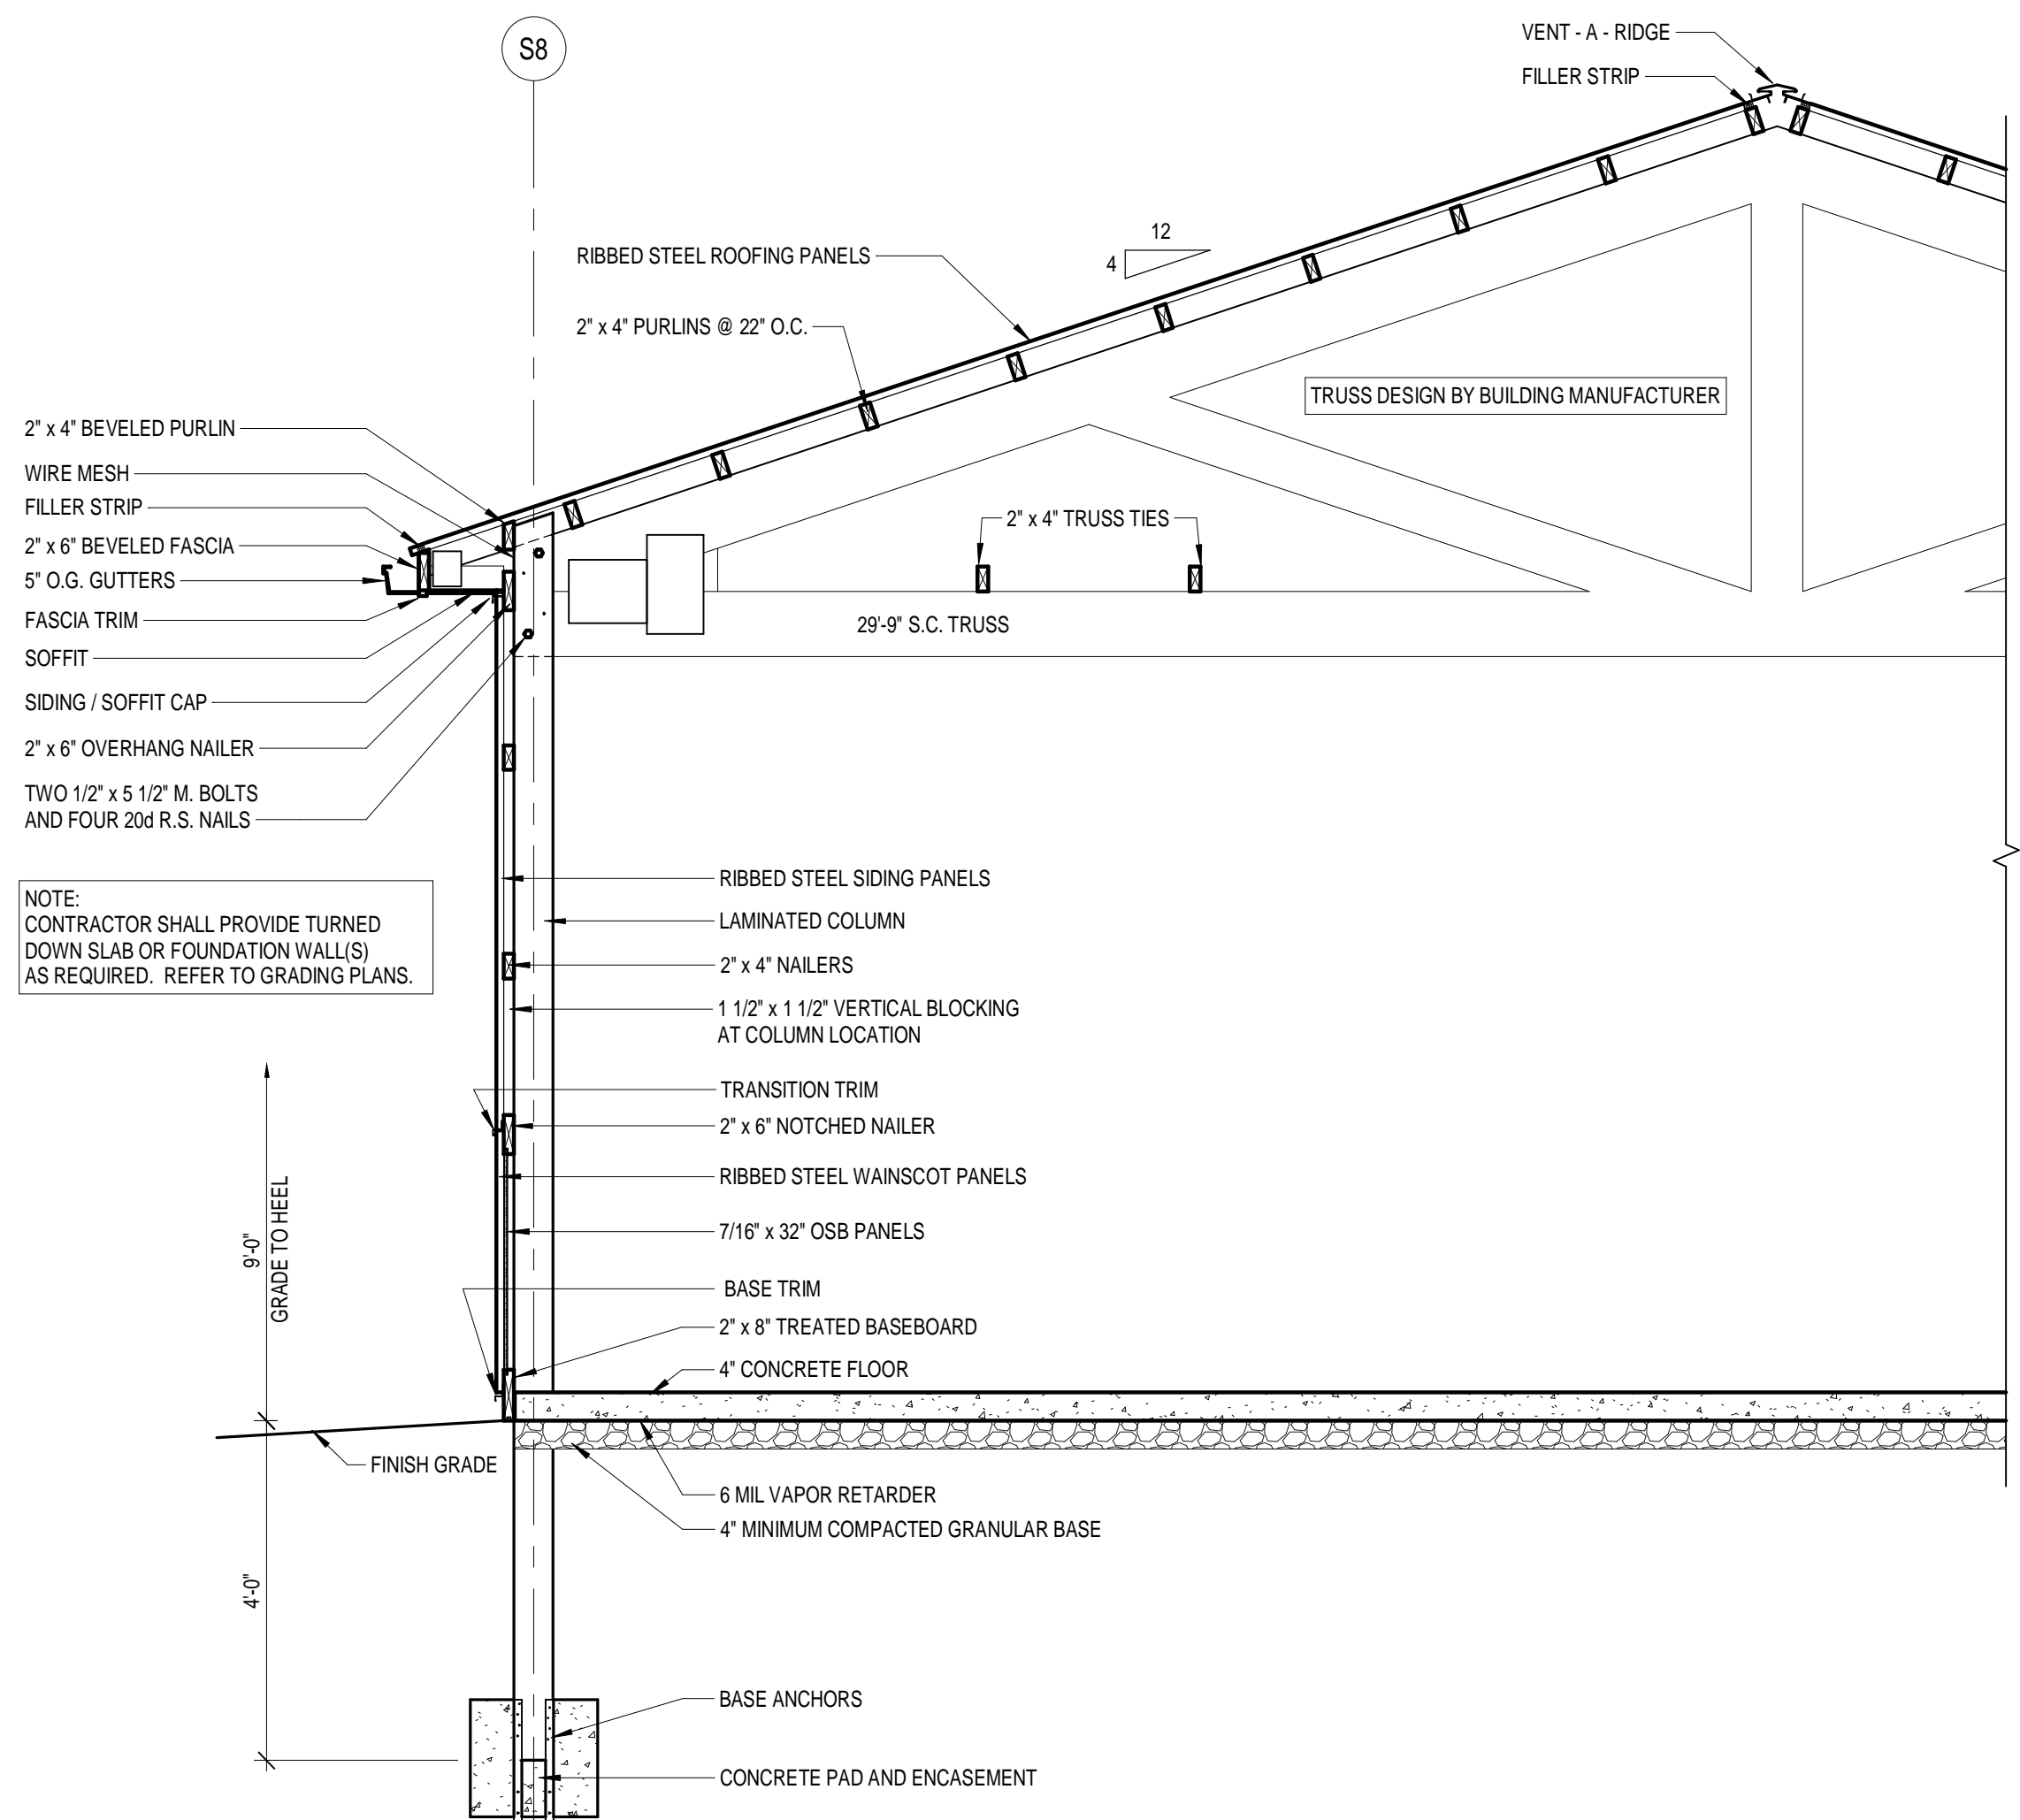 S8
VENT - A - RIDGE
FILLER STRIP
12
4
RIBBED STEEL ROOFING PANELS
2" x 4" PURLINS @ 22" O.C.
TRUSS DESIGN BY BUILDING MANUFACTURER
2" x 4" BEVELED PURLIN
WIRE MESH
FILLER STRIP
2" x 6" BEVELED FASCIA
5" O.G. GUTTERS
FASCIA TRIM
SOFFIT
SIDING / SOFFIT CAP
2" x 6" OVERHANG NAILER
TWO 1/2" x 5 1/2" M. BOLTS
AND FOUR 20d R.S. NAILS
2" x 4" TRUSS TIES
29'-9" S.C. TRUSS
NOTE:
CONTRACTOR SHALL PROVIDE TURNED
DOWN SLAB OR FOUNDATION WALL(S)
AS REQUIRED. REFER TO GRADING PLANS.
RIBBED STEEL SIDING PANELS
LAMINATED COLUMN
2" x 4" NAILERS
1 1/2" x 1 1/2" VERTICAL BLOCKING
AT COLUMN LOCATION
TRANSITION TRIM
2" x 6" NOTCHED NAILER
RIBBED STEEL WAINSCOT PANELS
7/16" x 32" OSB PANELS
BASE TRIM
2" x 8" TREATED BASEBOARD
4" CONCRETE FLOOR
9'-0"
GRADE TO HEEL
FINISH GRADE
6 MIL VAPOR RETARDER
4" MINIMUM COMPACTED GRANULAR BASE
4'-0"
BASE ANCHORS
CONCRETE PAD AND ENCASEMENT